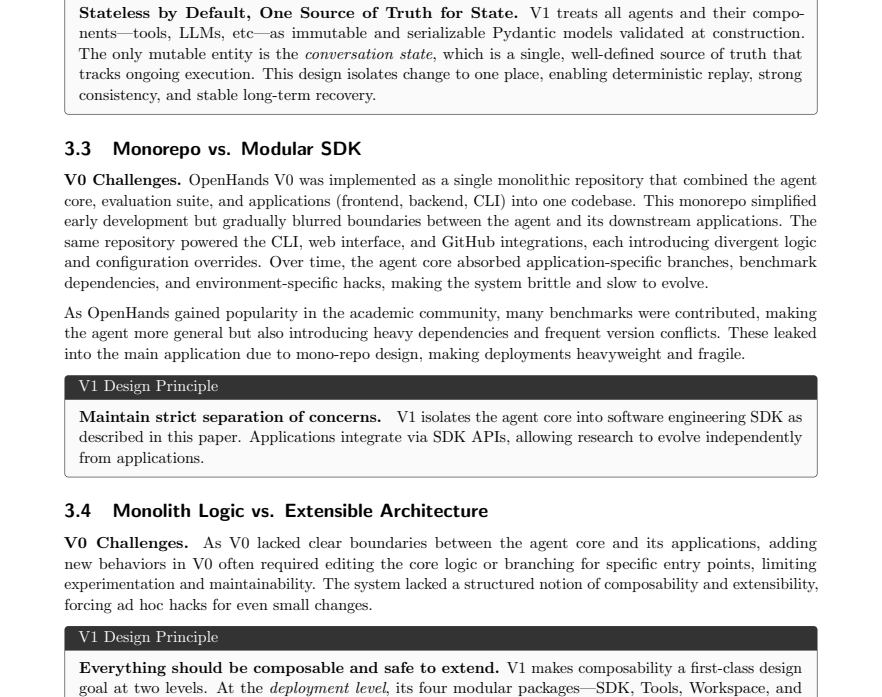 Stateless by Default, One Source of Truth for State. V1 treats all agents and their compo-
nents—tools, LLMs, etc—as immutable and serializable Pydantic models validated at construction.
The only mutable entity is the conversation state, which is a single, well-defined source of truth that
tracks ongoing execution. This design isolates change to one place, enabling deterministic replay, strong
consistency, and stable long-term recovery.
3.3 Monorepo vs. Modular SDK
V0 Challenges. OpenHands V0 was implemented as a single monolithic repository that combined the agent
core, evaluation suite, and applications (frontend, backend, CLI) into one codebase. This monorepo simplified
early development but gradually blurred boundaries between the agent and its downstream applications. The
same repository powered the CLI, web interface, and GitHub integrations, each introducing divergent logic
and configuration overrides. Over time, the agent core absorbed application-specific branches, benchmark
dependencies, and environment-specific hacks, making the system brittle and slow to evolve.
As OpenHands gained popularity in the academic community, many benchmarks were contributed, making
the agent more general but also introducing heavy dependencies and frequent version conflicts. These leaked
into the main application due to mono-repo design, making deployments heavyweight and fragile.
V1 Design Principle
Maintain strict separation of concerns. V1 isolates the agent core into software engineering SDK as
described in this paper. Applications integrate via SDK APIs, allowing research to evolve independently
from applications.
3.4 Monolith Logic vs. Extensible Architecture
V0 Challenges. As V0 lacked clear boundaries between the agent core and its applications, adding
new behaviors in V0 often required editing the core logic or branching for specific entry points, limiting
experimentation and maintainability. The system lacked a structured notion of composability and extensibility,
forcing ad hoc hacks for even small changes.
V1 Design Principle
Everything should be composable and safe to extend. V1 makes composability a first-class design
goal at two levels. At the deployment level, its four modular packages—SDK, Tools, Workspace, and